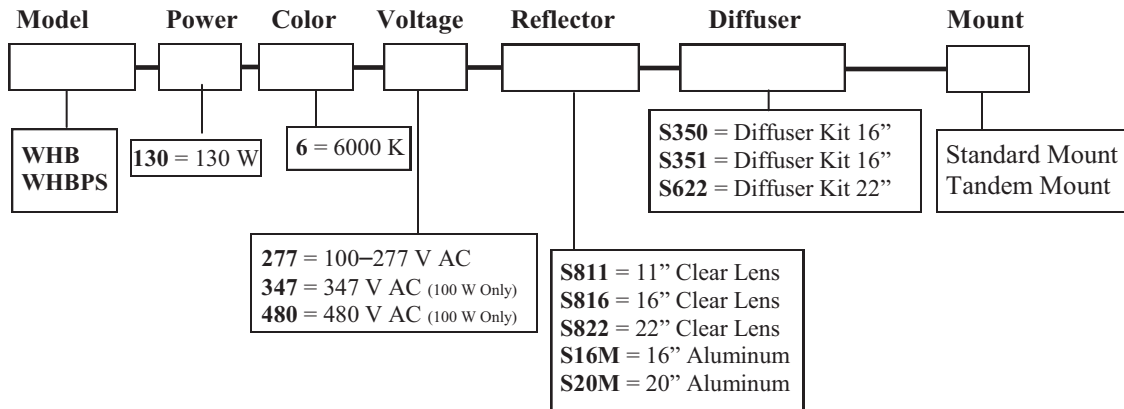 Model Power Color Voltage Reflector Diffuser Mount
WHB
WHBPS
130 = 130 W
6 = 6000 K
277 = 100–277 V AC
347 = 347 V AC (100 W Only)
480 = 480 V AC (100 W Only)
S811 = 11” Clear Lens
S816 = 16” Clear Lens
S822 = 22” Clear Lens
S16M = 16” Aluminum
S20M = 20” Aluminum
S350 = Diffuser Kit 16”
S351 = Diffuser Kit 16”
S622 = Diffuser Kit 22”
Standard Mount
Tandem Mount